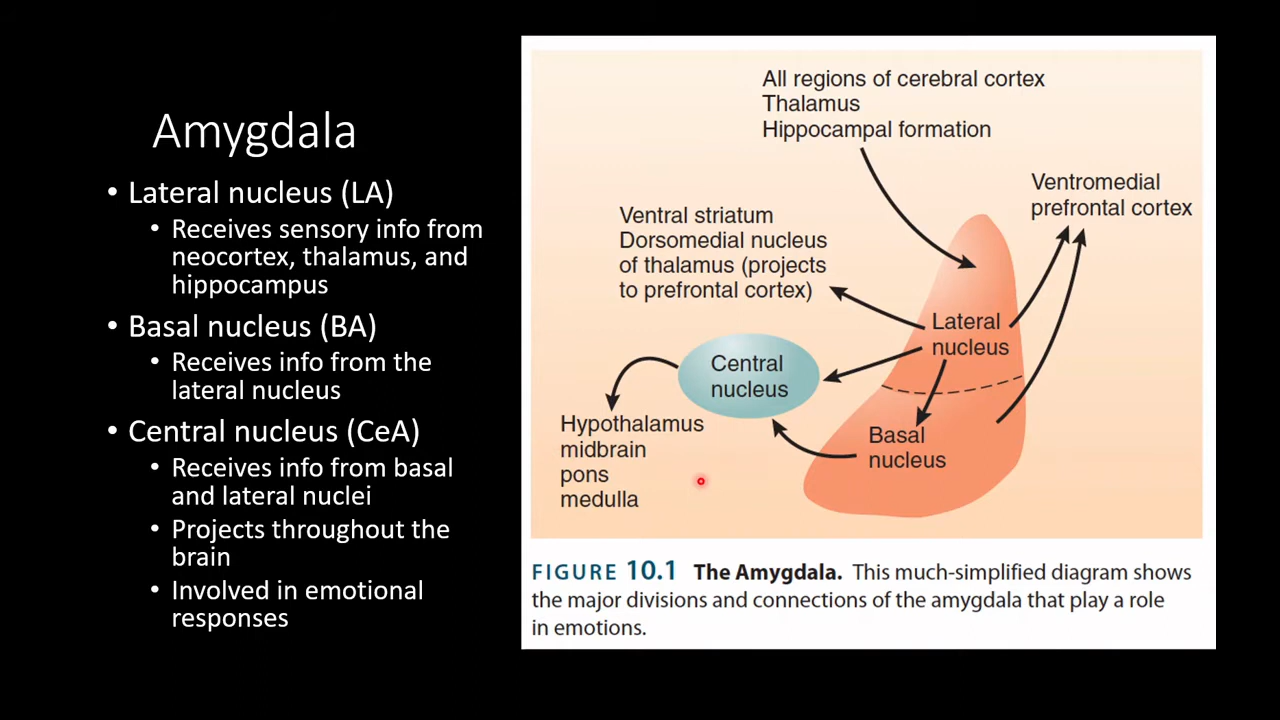 Amygdala
• Lateral nucleus (LA)
• Receives sensory info from
neocortex, thalamus, and
hippocampus
• Basal nucleus (BA)
• Receives info from the
lateral nucleus
• Central nucleus (CeA)
• Receives info from basal
and lateral nuclei
• Projects throughout the
brain
• Involved in emotional
responses
All regions of cerebral cortex
Thalamus
Hippocampal formation
Ventromedial
prefrontal cortex
Ventral striatum
Dorsomedial nucleus
of thalamus (projects
to prefrontal cortex)
Lateral
nucleus
Central
nucleus
Hypothalamus
midbrain
pons
medulla
Basal
nucleus
FIGURE 10.1 The Amygdala. This much-simplified diagram shows
the major divisions and connections of the amygdala that play a role
in emotions.